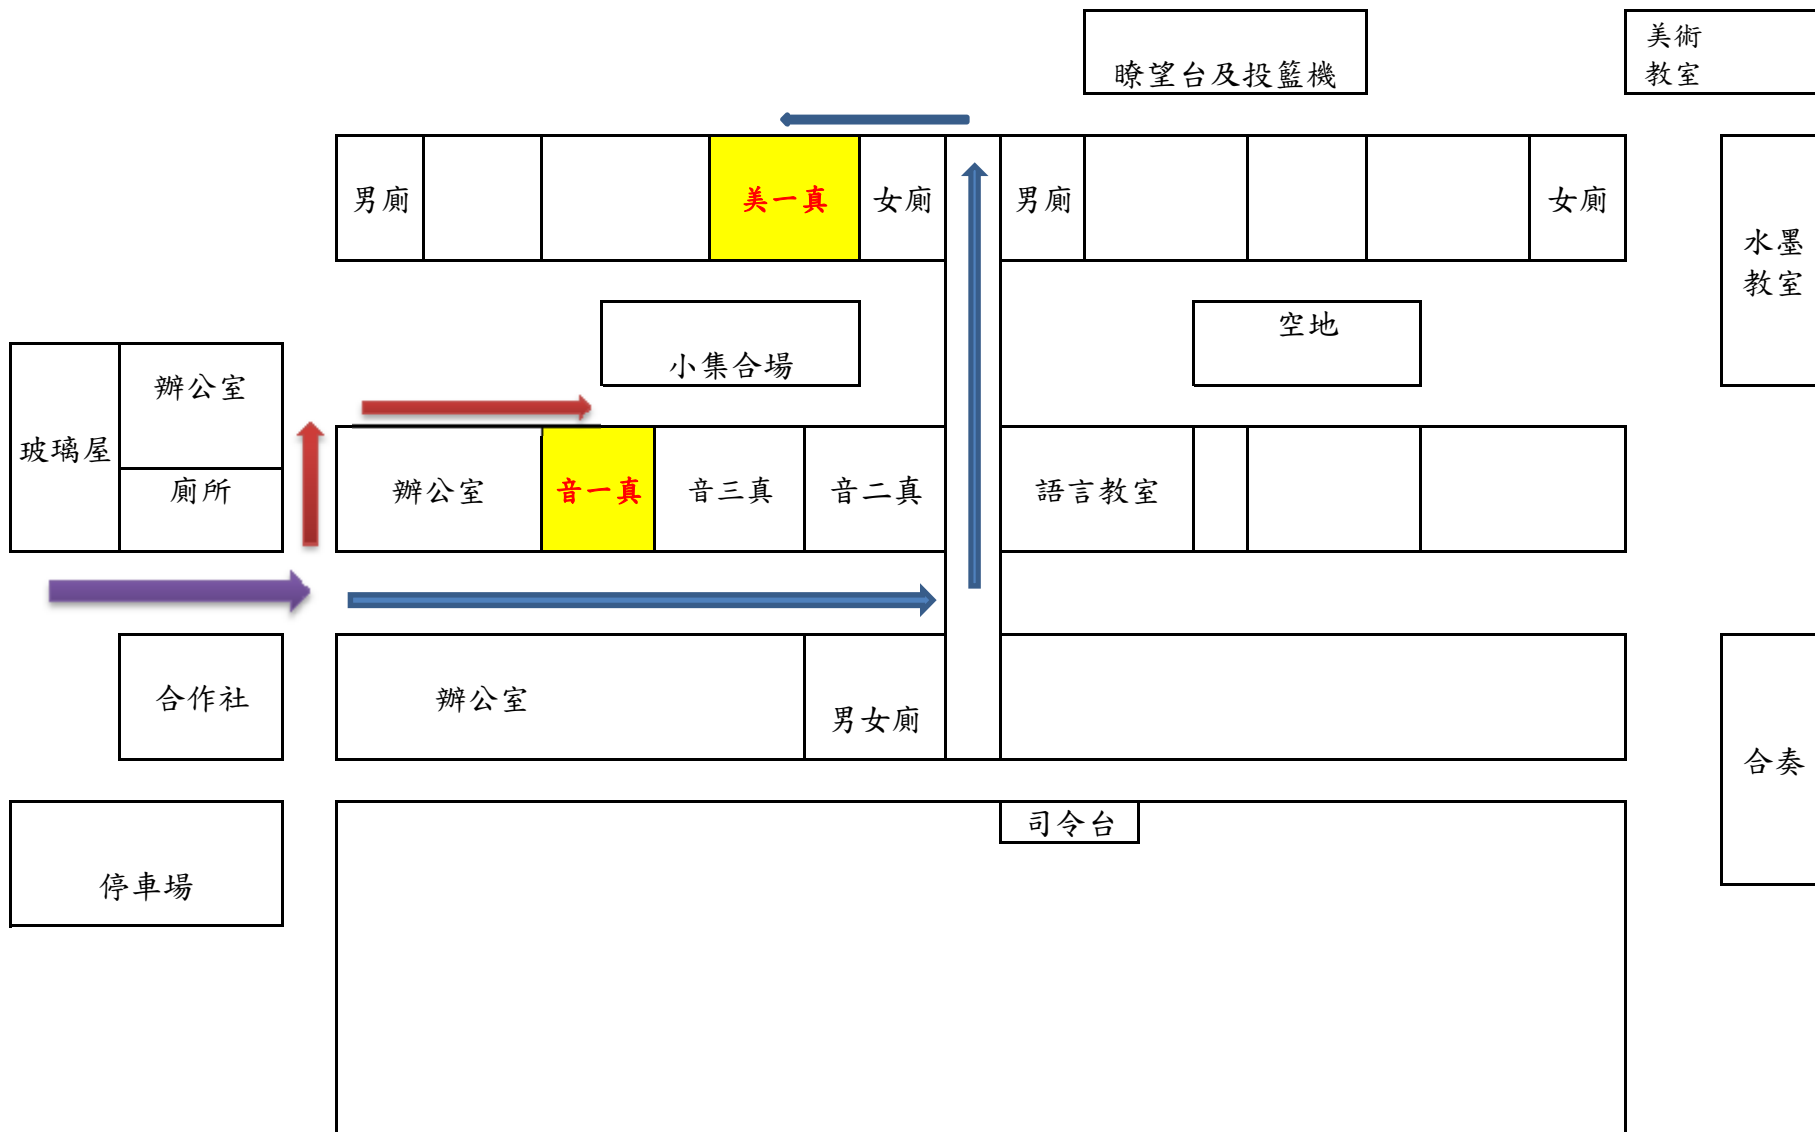 瞭望台及投籃機
美術
教室
男廁
美一真
女廁
男廁
女廁
水墨
教室
小集合場
空地
玻璃屋
辦公室
廁所
辦公室
音一真
音三真
音二真
語言教室
合作社
辦公室
男女廁
合奏
停車場
司令台